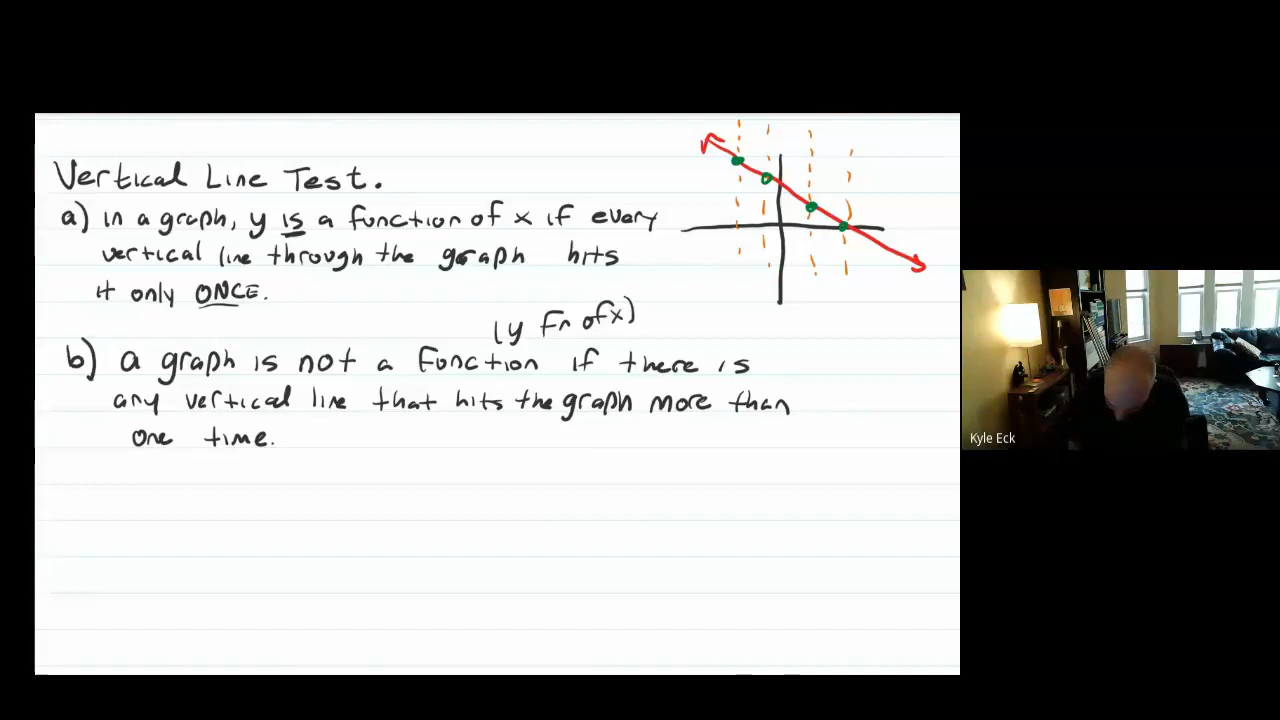 Vertical Line Test.
a) in a graph, y is a function of x if every
vertical line through the graph hits
it only ONCE.
(y Fn of x)
b) a graph is not a function if there is
any vertical line that hits the graph more than
one time.
Kyle Eck